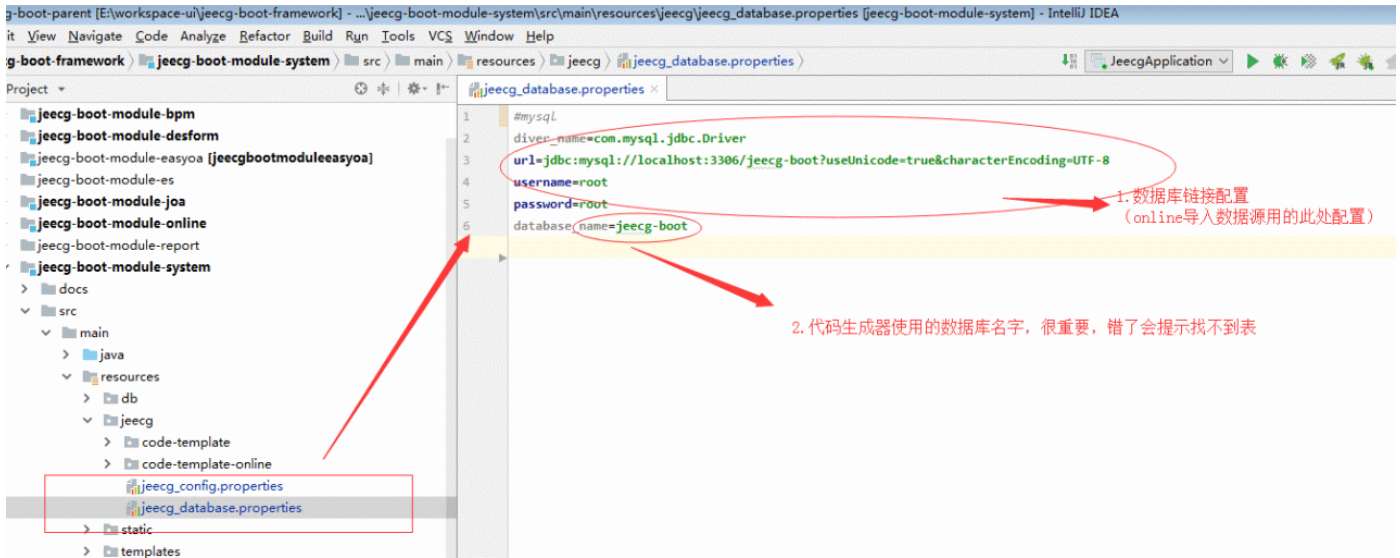 g-boot-parent [E:\workspace-ui\jeecg-boot-framework] - ...\jeecg-boot-module-system\src\main\resources\jeecg\jeecg_database.properties [jeecg-boot-module-system] - IntelliJ IDEA
it View Navigate Code Analyze Refactor Build Run Tools VCS Window Help
g-boot-framework jeecg-boot-module-system src main resources jeecg jeecg_database.properties JeecgApplication
Project jeecg_database.properties
jeecg-boot-module-bpm
jeecg-boot-module-desform
jeecg-boot-module-easyoa [jeecgbootmoduleeasyoa]
jeecg-boot-module-es
jeecg-boot-module-joa
jeecg-boot-module-online
jeecg-boot-module-report
jeecg-boot-module-system
docs
src
main
java
resources
db
jeecg
code-template
code-template-online
jeecg_config.properties
jeecg_database.properties
static
templates
1 #mysql
2 diver_name=com.mysql.jdbc.Driver
3 url=jdbc:mysql://localhost:3306/jeecg-boot?useUnicode=true&characterEncoding=UTF-8
4 username=root
5 password=root
6 database_name=jeecg-boot
1.数据库链接配置
（online导入数据源用的此处配置）
2.代码生成器使用的数据库名字，很重要，错了会提示找不到表